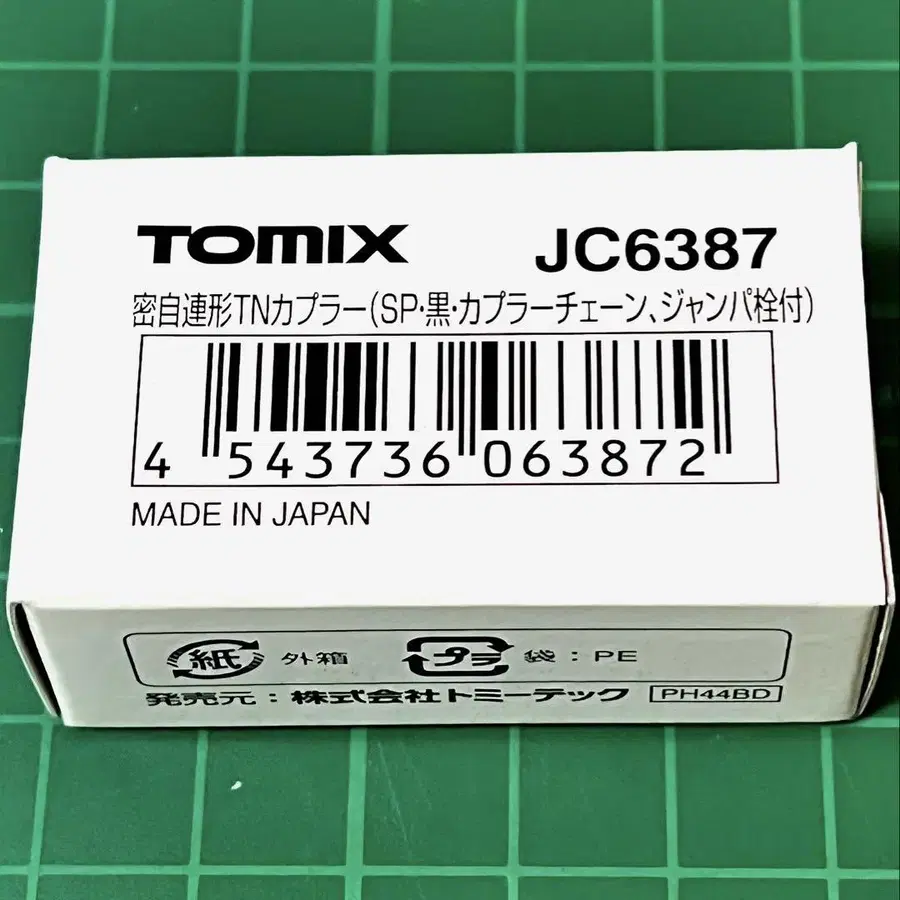 TOMIX JC6387
密自連形TNカプラー(SP・黒・カプラーチェーン、ジャンパ栓付)
4 543736 063872
MADE IN JAPAN
紙 外箱 プラ 袋:PE
発売元:株式会社トミーテック PH44BD